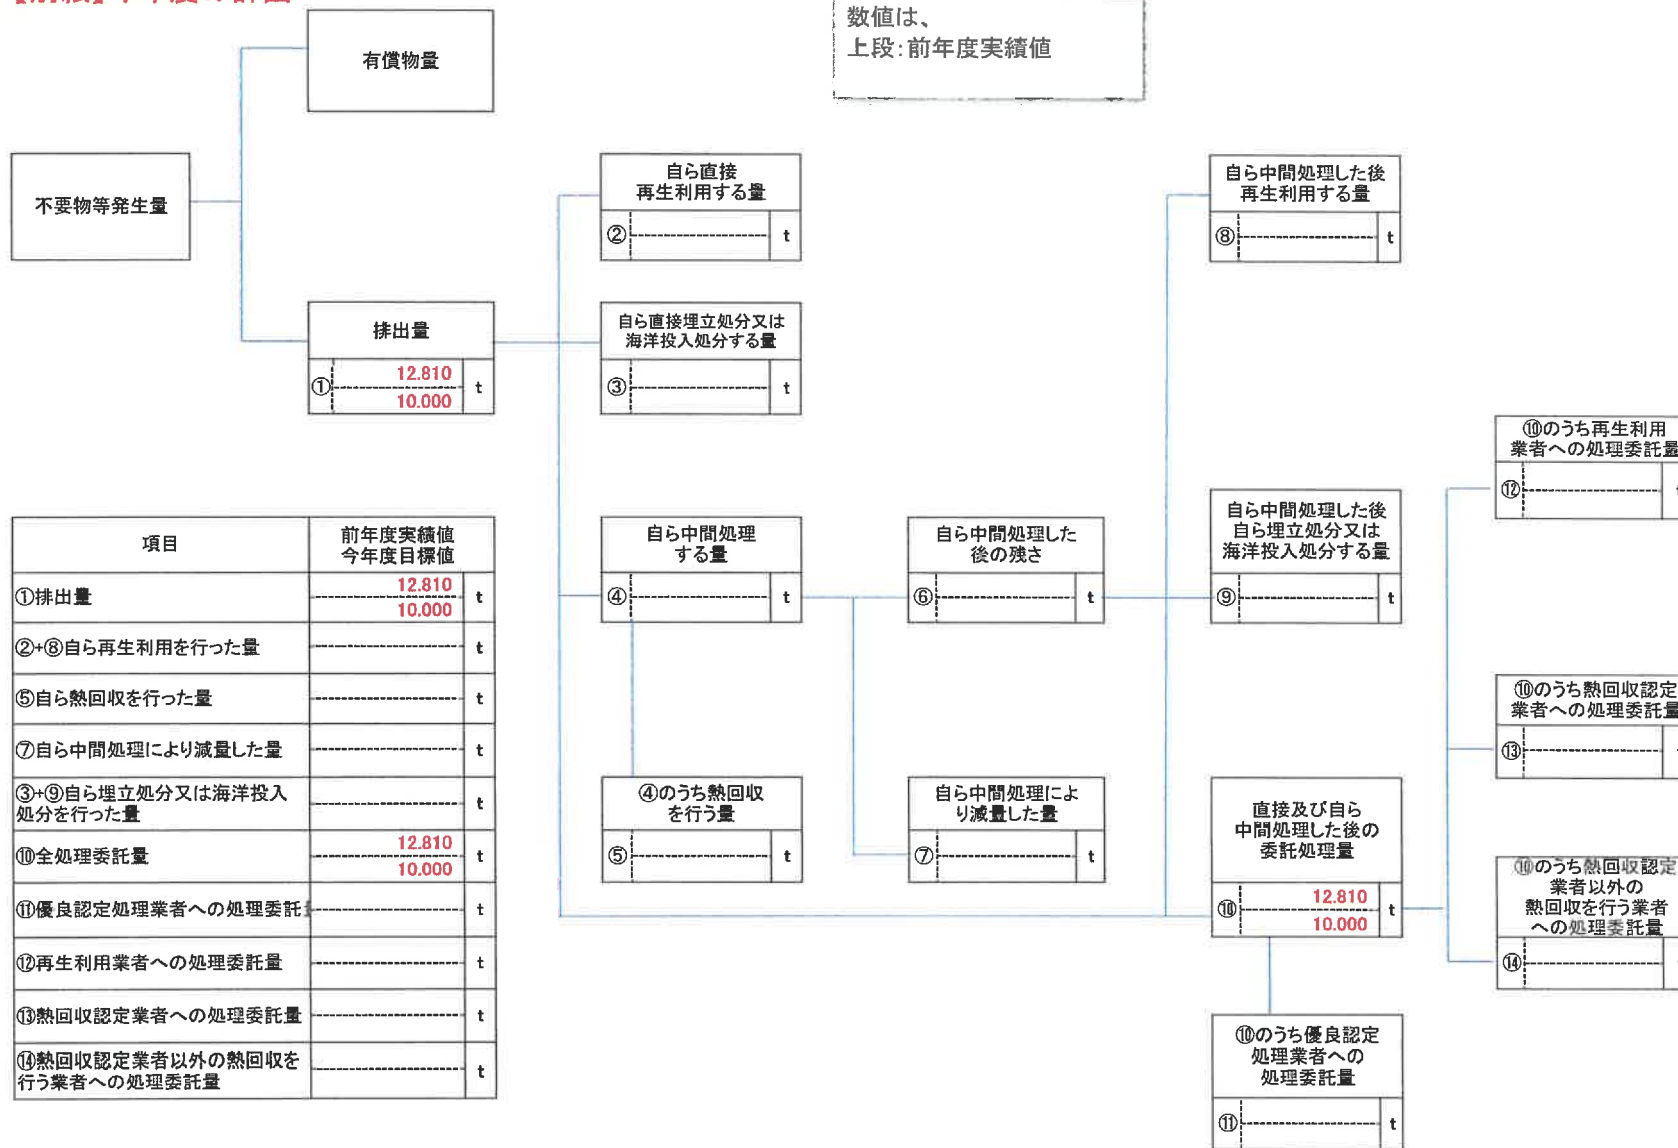 数値は、
上段:前年度実績値
有償物量
不要物等発生量
排出量
① 12.810 t
10.000
自ら直接
再生利用する量
② t
自ら直接埋立処分又は
海洋投入処分する量
③ t
自ら中間処理
する量
④ t
④のうち熱回収
を行う量
⑤ t
自ら中間処理した
後の残さ
⑥ t
自ら中間処理によ
り減量した量
⑦ t
自ら中間処理した後
再生利用する量
⑧ t
自ら中間処理した後
自ら埋立処分又は
海洋投入処分する量
⑨ t
直接及び自ら
中間処理した後の
委託処理量
⑩ 12.810 t
10.000
⑩のうち優良認定
処理業者への
処理委託量
⑪ t
⑩のうち再生利用
業者への処理委託量
⑫
⑩のうち熱回収認定
業者への処理委託量
⑬
⑩のうち熱回収認定
業者以外の
熱回収を行う業者
への処理委託量
⑭
項目 前年度実績値
今年度目標値
①排出量 12.810 t
10.000
②+⑧自ら再生利用を行った量 t
⑤自ら熱回収を行った量 t
⑦自ら中間処理により減量した量 t
③+⑨自ら埋立処分又は海洋投入
処分を行った量 t
⑩全処理委託量 12.810 t
10.000
⑪優良認定処理業者への処理委託 t
⑫再生利用業者への処理委託量 t
⑬熱回収認定業者への処理委託量 t
⑭熱回収認定業者以外の熱回収を
行う業者への処理委託量 t